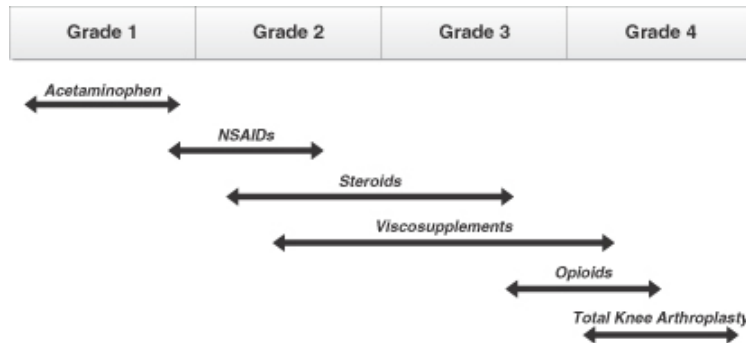 Grade 1 Grade 2 Grade 3 Grade 4
Acetaminophen
NSAIDs
Steroids
Viscosupplements
Opioids
Total Knee Arthroplasty